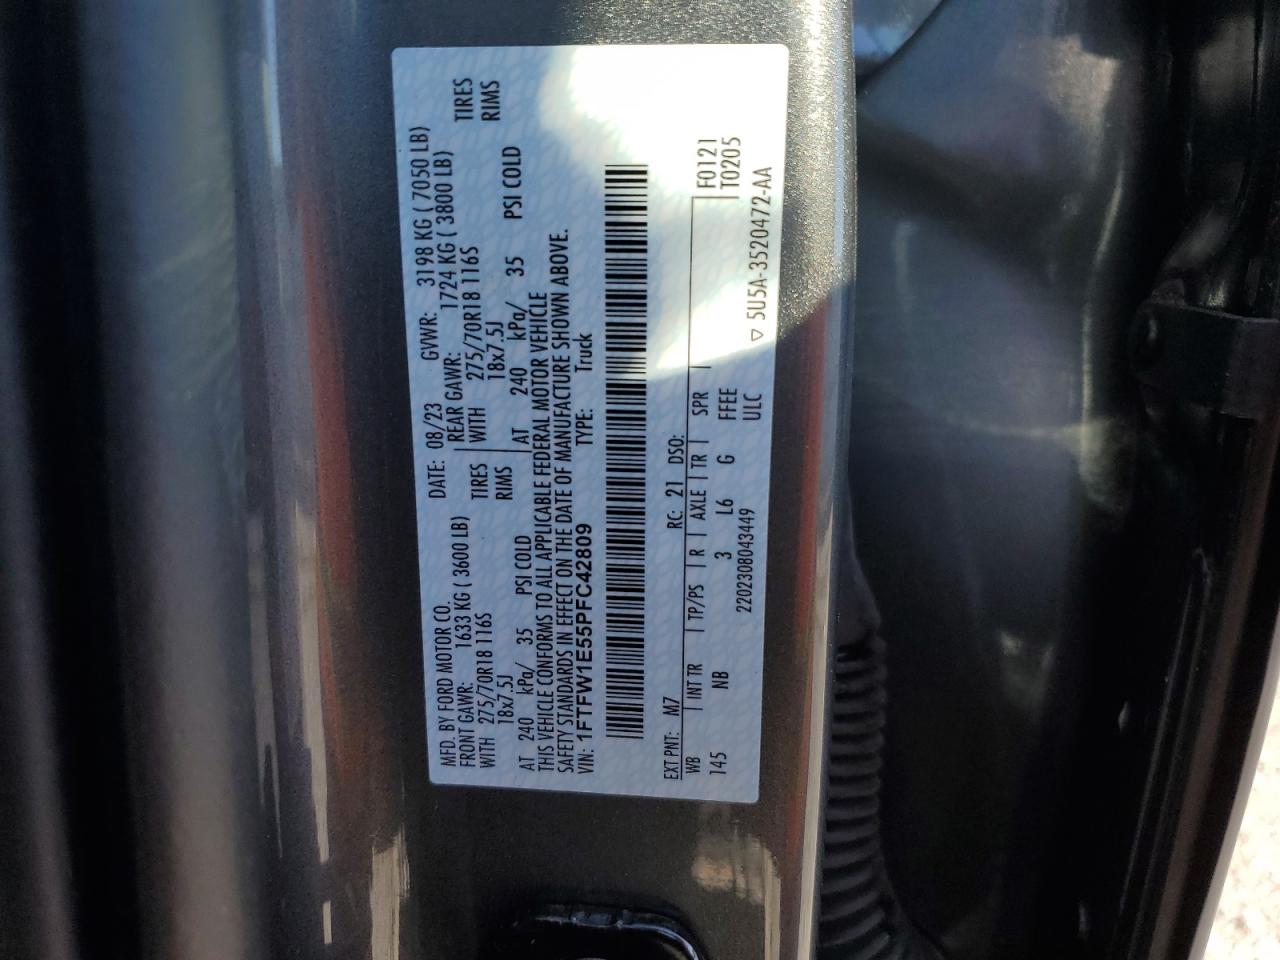 MFD. BY FORD MOTOR CO. DATE: 08/23 GVWR: 3198 KG ( 7050 LB)
FRONT GAWR: 1633 KG ( 3600 LB) REAR GAWR: 1724 KG ( 3800 LB)
WITH 275/70R18 116S TIRES WITH 275/70R18 116S TIRES
18x7.5J RIMS 18x7.5J RIMS
AT 240 kPa/ 35 PSI COLD AT 240 kPa/ 35 PSI COLD
THIS VEHICLE CONFORMS TO ALL APPLICABLE FEDERAL MOTOR VEHICLE
SAFETY STANDARDS IN EFFECT ON THE DATE OF MANUFACTURE SHOWN ABOVE.
VIN: 1FTFW1E55PFC42809 TYPE: Truck
EXT PNT: M7 RC: 21 DSO:
WB INT TR TP/PS R AXLE TR SPR F0121
145 NB 3 L6 G FFEE T0205
2202308043449 ULC ▽ 5U5A-3520472-AA